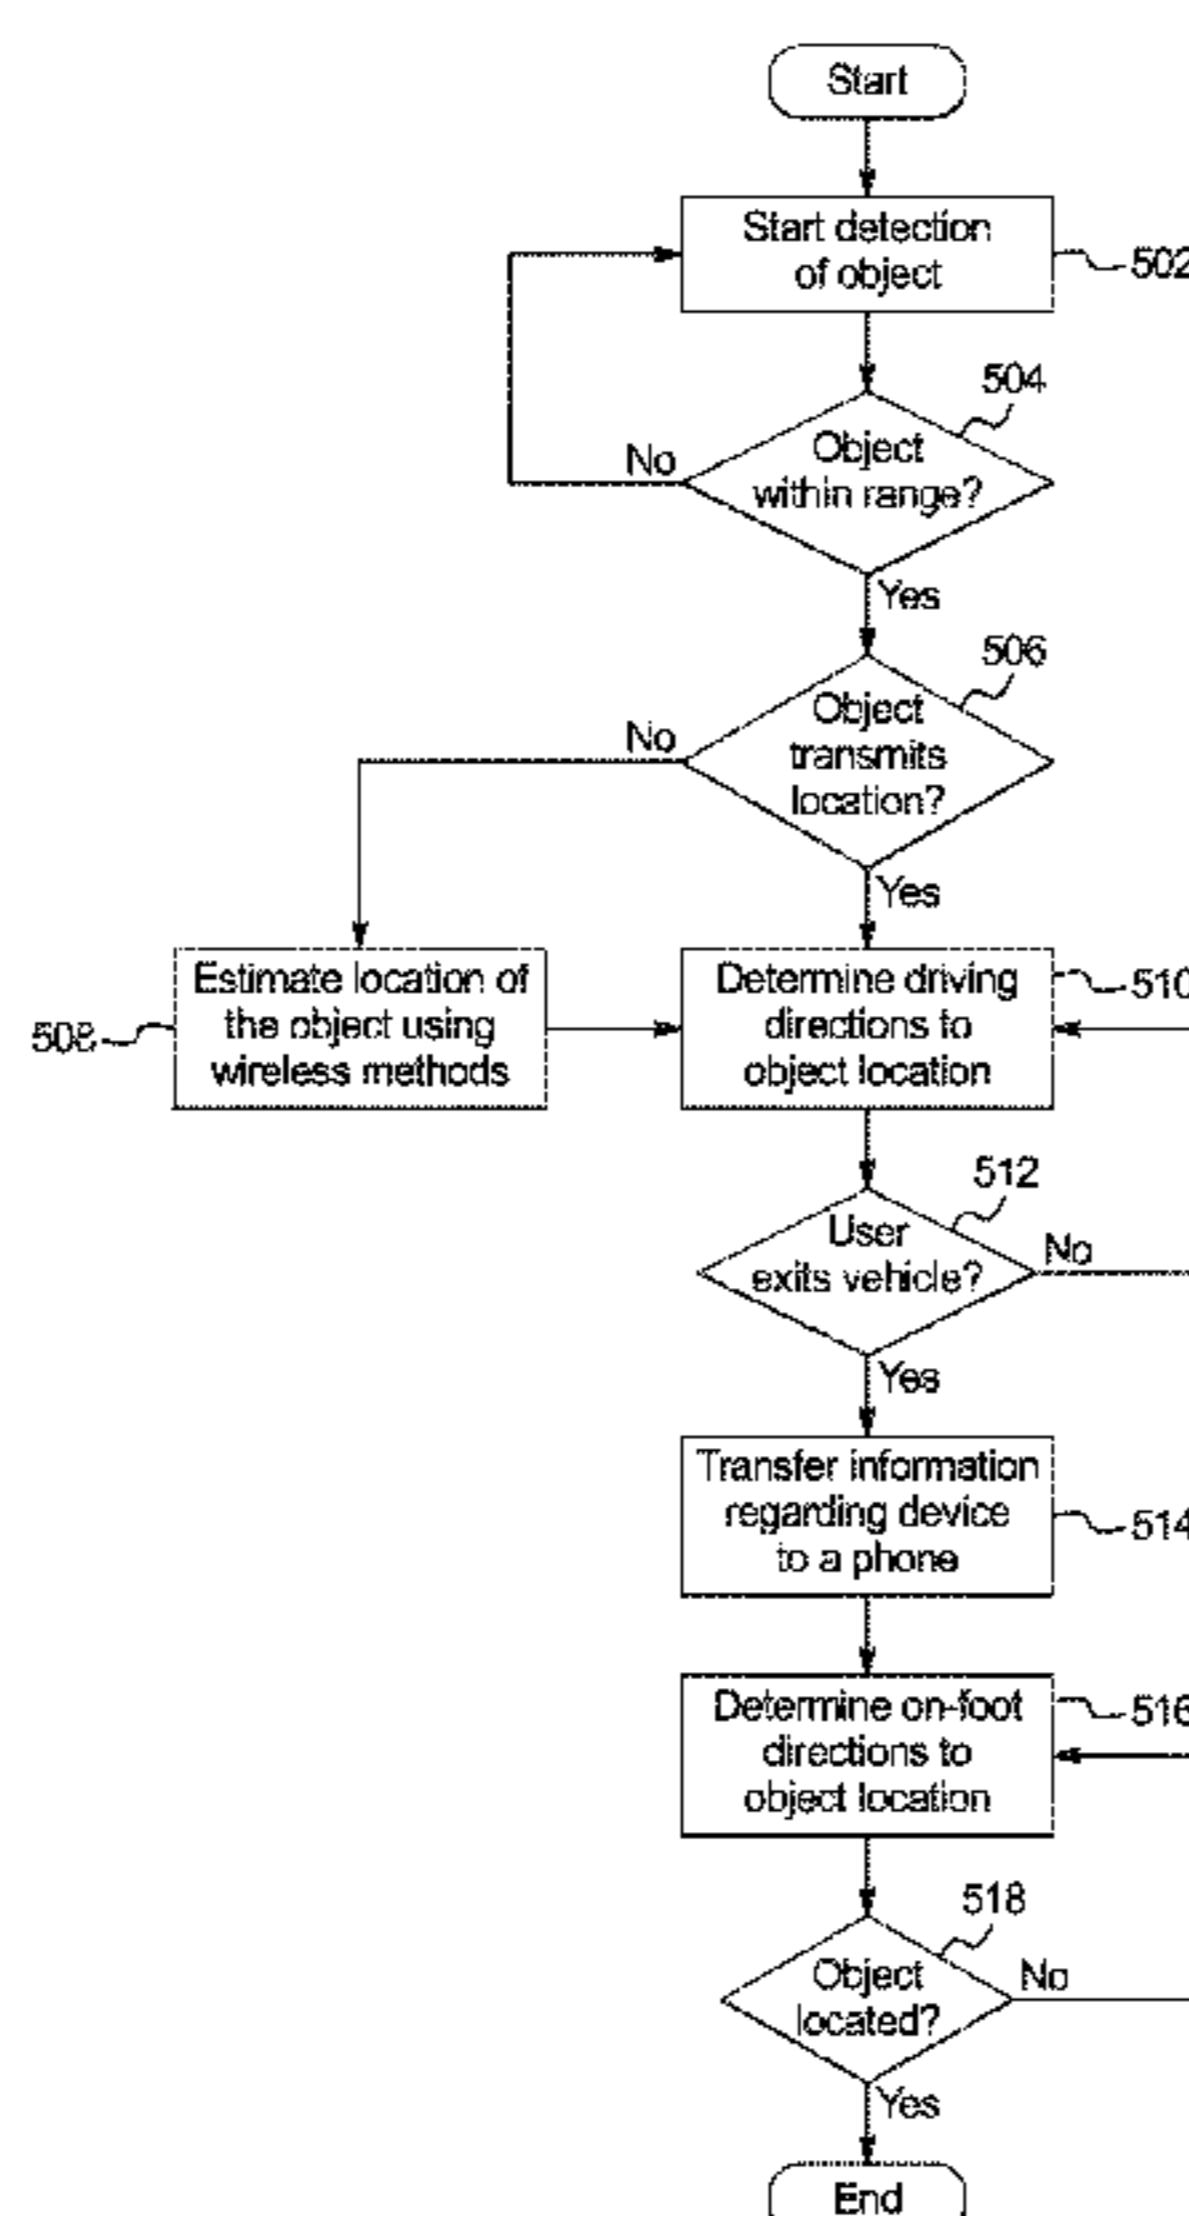 Start
Start detection
of object
502
504
Object
within range?
No
Yes
506
Object
transmits
location?
No
Yes
Estimate location of
the object using
wireless methods
508
Determine driving
directions to
object location
510
512
User
exits vehicle?
No
Yes
Transfer information
regarding device
to a phone
514
Determine on-foot
directions to
object location
516
518
Object
located?
No
Yes
End